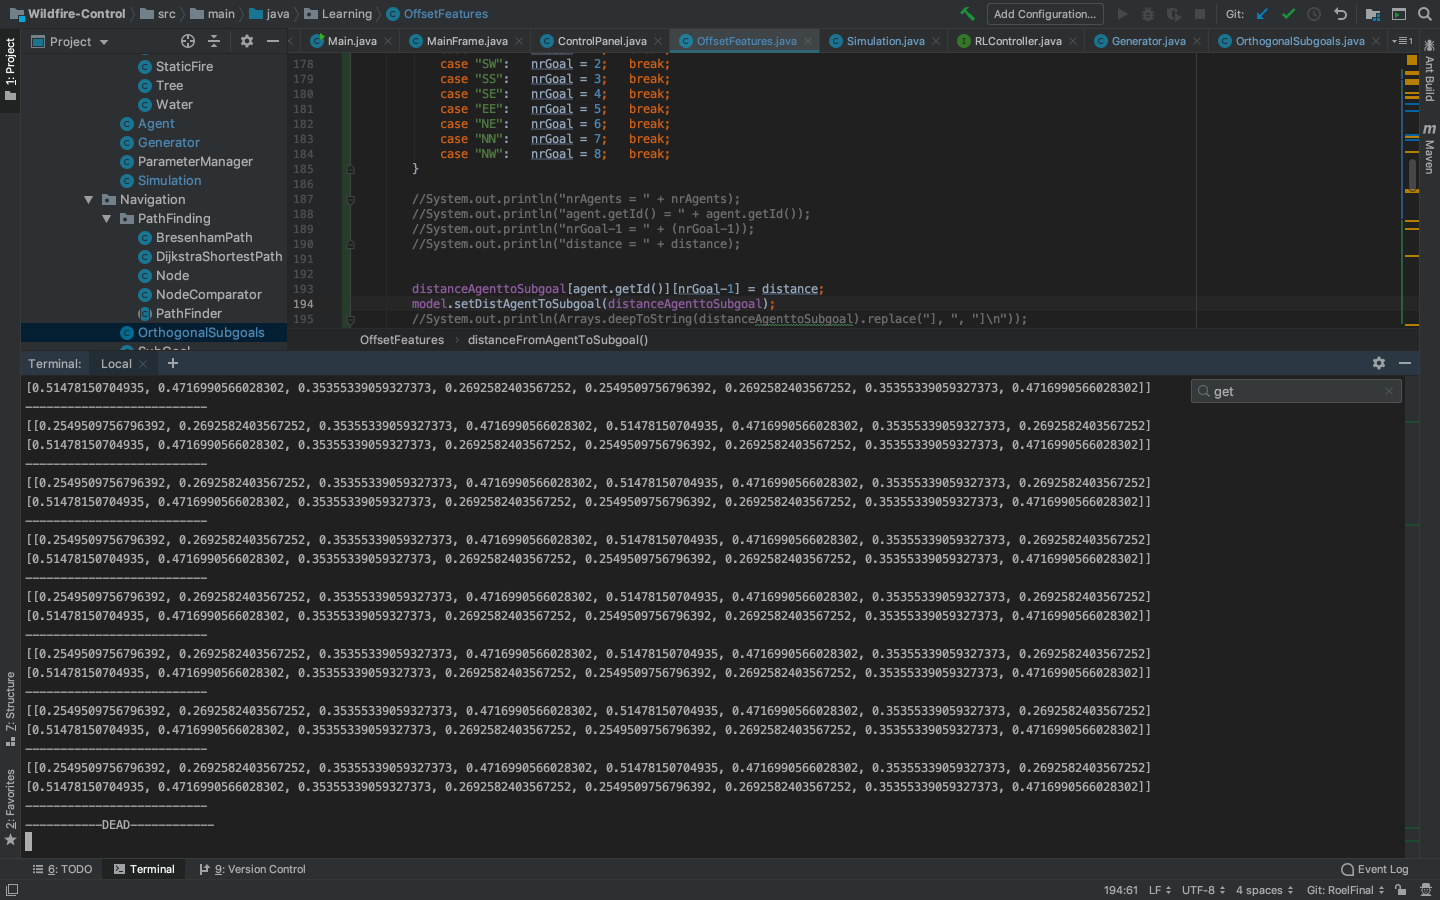 Wildfire-Control src main java Learning OffsetFeatures Add Configuration... Git:
1: Project Project Main.java MainFrame.java ControlPanel.java OffsetFeatures.java Simulation.java RLController.java Generator.java OrthogonalSubgoals.java 1
StaticFire
Tree
Water
Agent
Generator
ParameterManager
Simulation
Navigation
PathFinding
BresenhamPath
DijkstraShortestPath
Node
NodeComparator
PathFinder
OrthogonalSubgoals
178 case "SW": nrGoal = 2; break;
179 case "SS": nrGoal = 3; break;
180 case "SE": nrGoal = 4; break;
181 case "EE": nrGoal = 5; break;
182 case "NE": nrGoal = 6; break;
183 case "NN": nrGoal = 7; break;
184 case "NW": nrGoal = 8; break;
185 }
186
187 //System.out.println("nrAgents = " + nrAgents);
188 //System.out.println("agent.getId() = " + agent.getId());
189 //System.out.println("nrGoal-1 = " + (nrGoal-1));
190 //System.out.println("distance = " + distance);
191
192
193 distanceAgenttoSubgoal[agent.getId()][nrGoal-1] = distance;
194 model.setDistAgentToSubgoal(distanceAgenttoSubgoal);
195 //System.out.println(Arrays.deepToString(distanceAgenttoSubgoal).replace("], ", "]\n"));
OffsetFeatures distanceFromAgentToSubgoal()
Ant Build
Maven
Terminal: Local +
get
[0.51478150704935, 0.4716990566028302, 0.35355339059327373, 0.2692582403567252, 0.2549509756796392, 0.2692582403567252, 0.35355339059327373, 0.4716990566028302]]
--------------------------
[[0.2549509756796392, 0.2692582403567252, 0.35355339059327373, 0.4716990566028302, 0.51478150704935, 0.4716990566028302, 0.35355339059327373, 0.2692582403567252]
[0.51478150704935, 0.4716990566028302, 0.35355339059327373, 0.2692582403567252, 0.2549509756796392, 0.2692582403567252, 0.35355339059327373, 0.4716990566028302]]
--------------------------
[[0.2549509756796392, 0.2692582403567252, 0.35355339059327373, 0.4716990566028302, 0.51478150704935, 0.4716990566028302, 0.35355339059327373, 0.2692582403567252]
[0.51478150704935, 0.4716990566028302, 0.35355339059327373, 0.2692582403567252, 0.2549509756796392, 0.2692582403567252, 0.35355339059327373, 0.4716990566028302]]
--------------------------
[[0.2549509756796392, 0.2692582403567252, 0.35355339059327373, 0.4716990566028302, 0.51478150704935, 0.4716990566028302, 0.35355339059327373, 0.2692582403567252]
[0.51478150704935, 0.4716990566028302, 0.35355339059327373, 0.2692582403567252, 0.2549509756796392, 0.2692582403567252, 0.35355339059327373, 0.4716990566028302]]
--------------------------
[[0.2549509756796392, 0.2692582403567252, 0.35355339059327373, 0.4716990566028302, 0.51478150704935, 0.4716990566028302, 0.35355339059327373, 0.2692582403567252]
[0.51478150704935, 0.4716990566028302, 0.35355339059327373, 0.2692582403567252, 0.2549509756796392, 0.2692582403567252, 0.35355339059327373, 0.4716990566028302]]
--------------------------
[[0.2549509756796392, 0.2692582403567252, 0.35355339059327373, 0.4716990566028302, 0.51478150704935, 0.4716990566028302, 0.35355339059327373, 0.2692582403567252]
[0.51478150704935, 0.4716990566028302, 0.35355339059327373, 0.2692582403567252, 0.2549509756796392, 0.2692582403567252, 0.35355339059327373, 0.4716990566028302]]
--------------------------
[[0.2549509756796392, 0.2692582403567252, 0.35355339059327373, 0.4716990566028302, 0.51478150704935, 0.4716990566028302, 0.35355339059327373, 0.2692582403567252]
[0.51478150704935, 0.4716990566028302, 0.35355339059327373, 0.2692582403567252, 0.2549509756796392, 0.2692582403567252, 0.35355339059327373, 0.4716990566028302]]
--------------------------
[[0.2549509756796392, 0.2692582403567252, 0.35355339059327373, 0.4716990566028302, 0.51478150704935, 0.4716990566028302, 0.35355339059327373, 0.2692582403567252]
[0.51478150704935, 0.4716990566028302, 0.35355339059327373, 0.2692582403567252, 0.2549509756796392, 0.2692582403567252, 0.35355339059327373, 0.4716990566028302]]
--------------------------
-----------DEAD------------
Z: Structure
2: Favorites
6: TODO Terminal 9: Version Control Event Log
194:61 LF UTF-8 4 spaces Git: RoelFinal